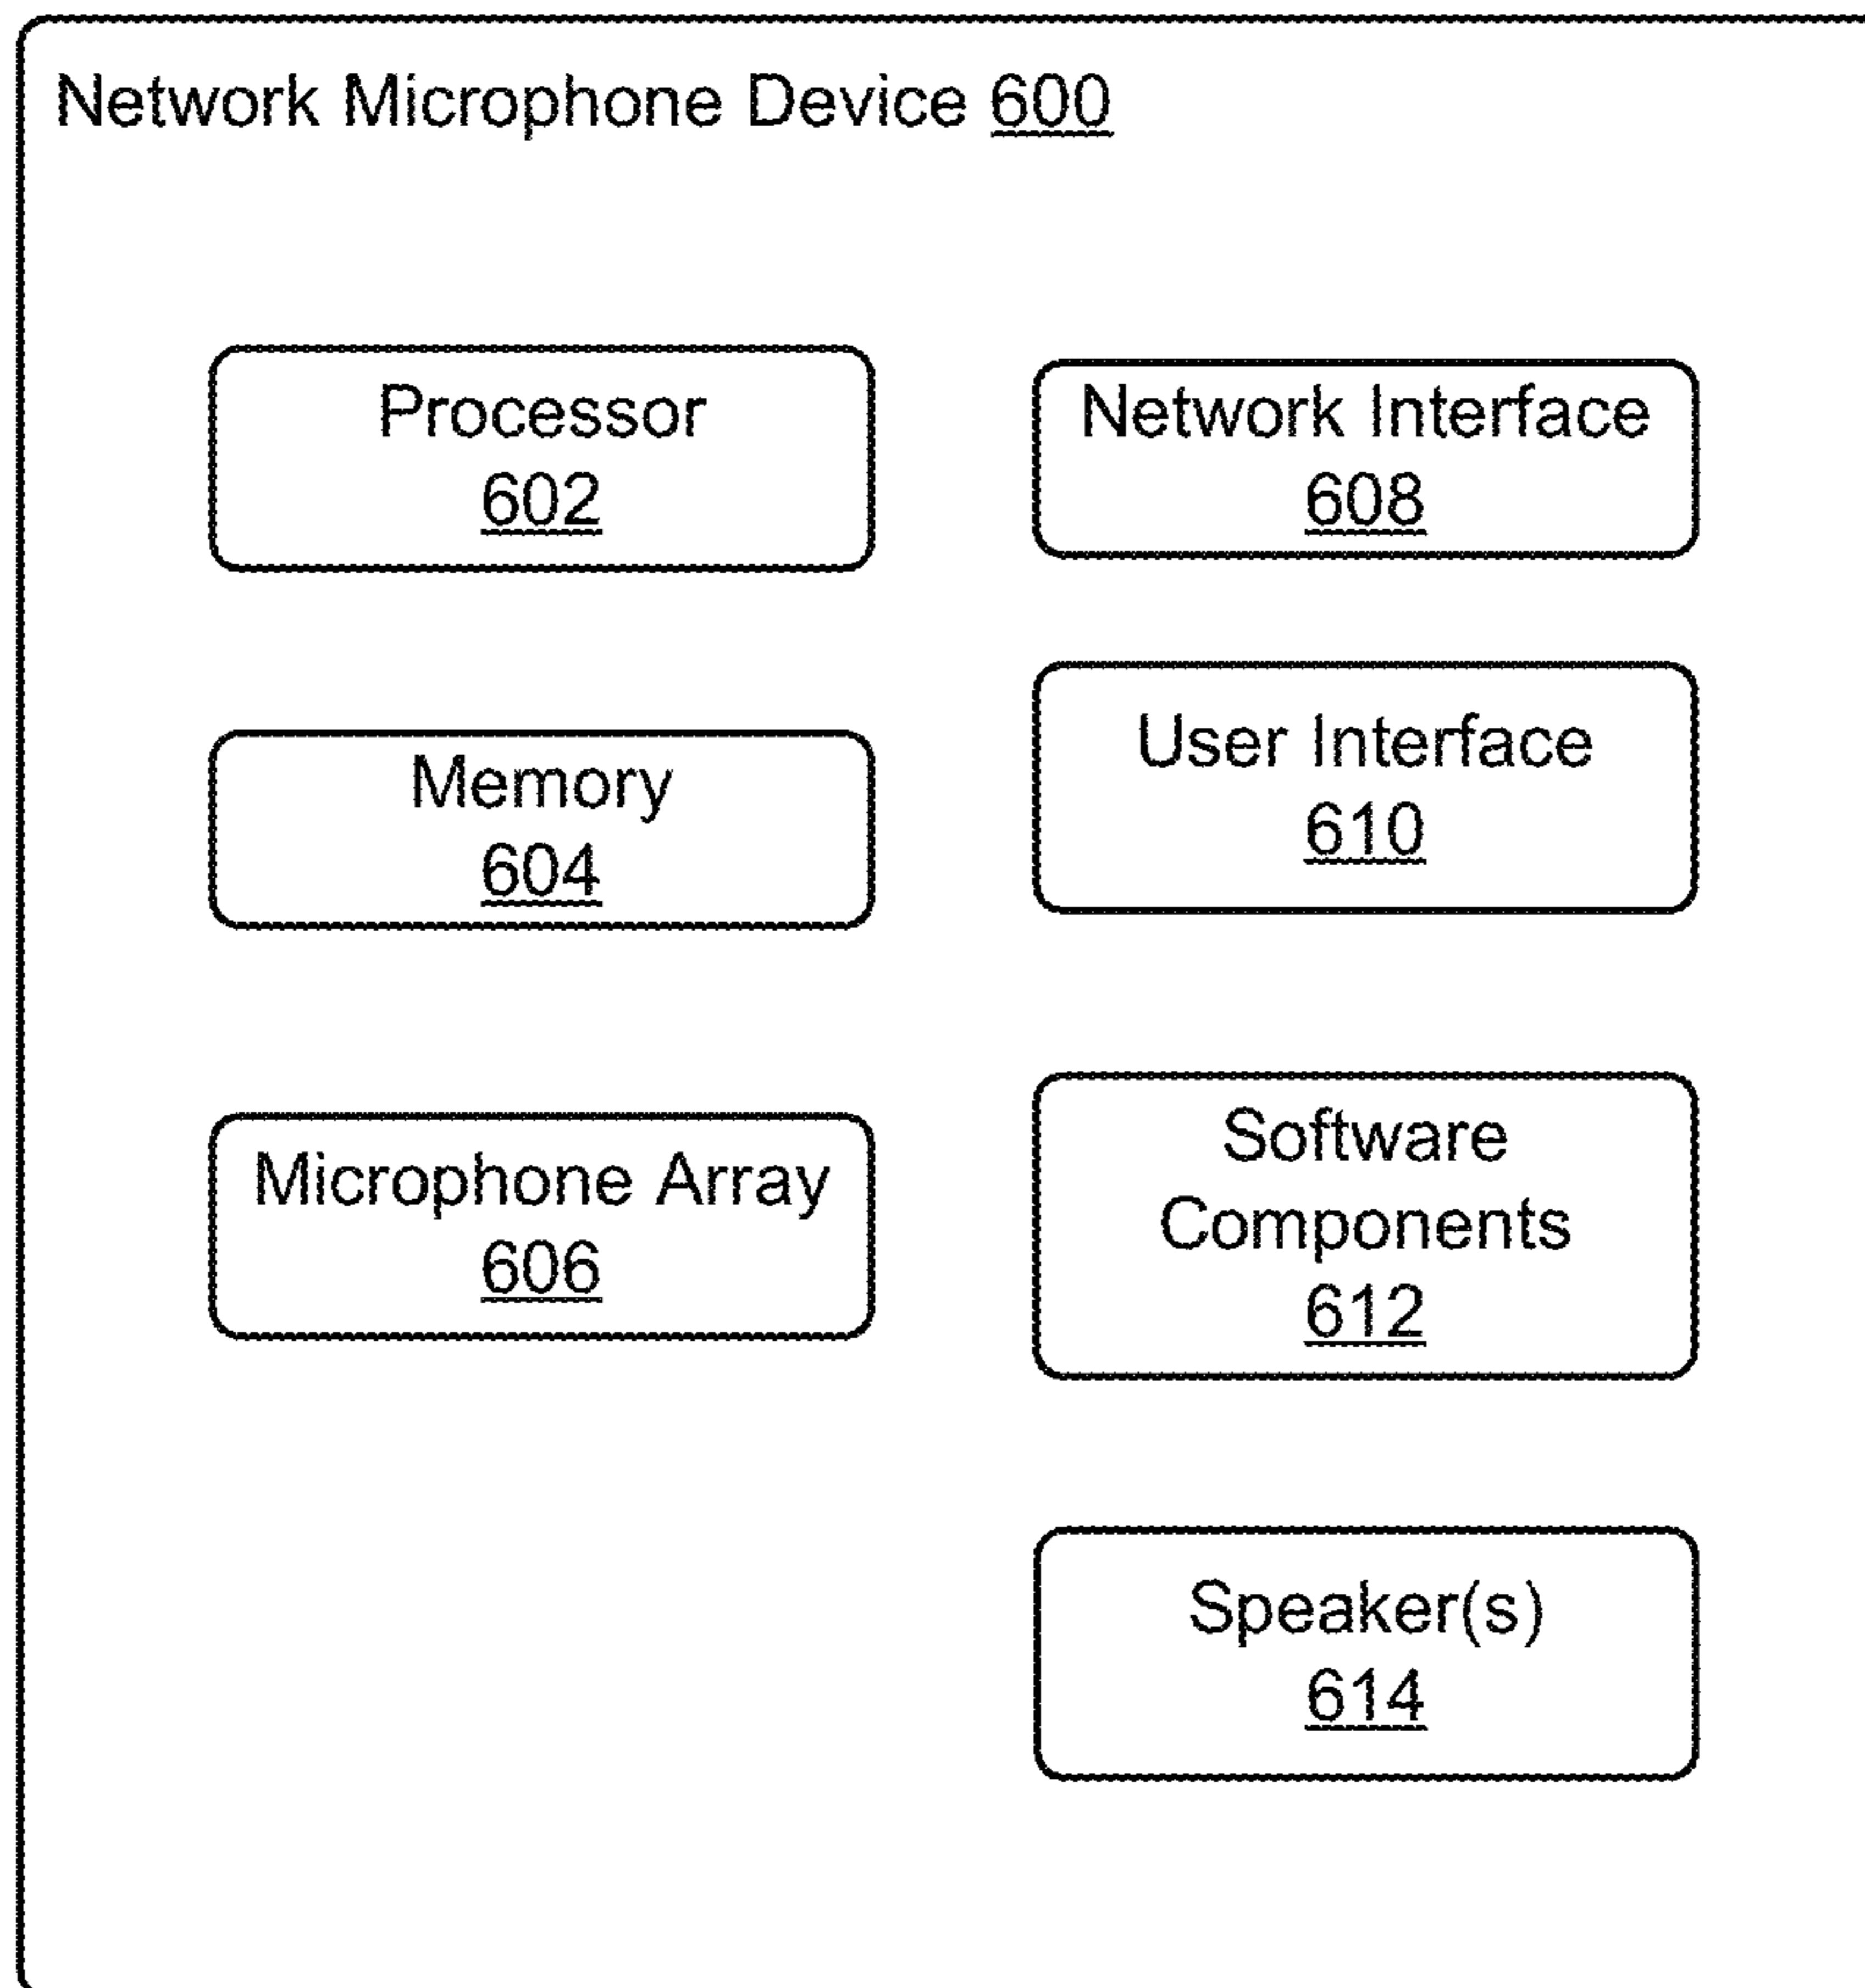 Network Microphone Device 600
Processor
602
Memory
604
Microphone Array
606
Network Interface
608
User Interface
610
Software
Components
612
Speaker(s)
614